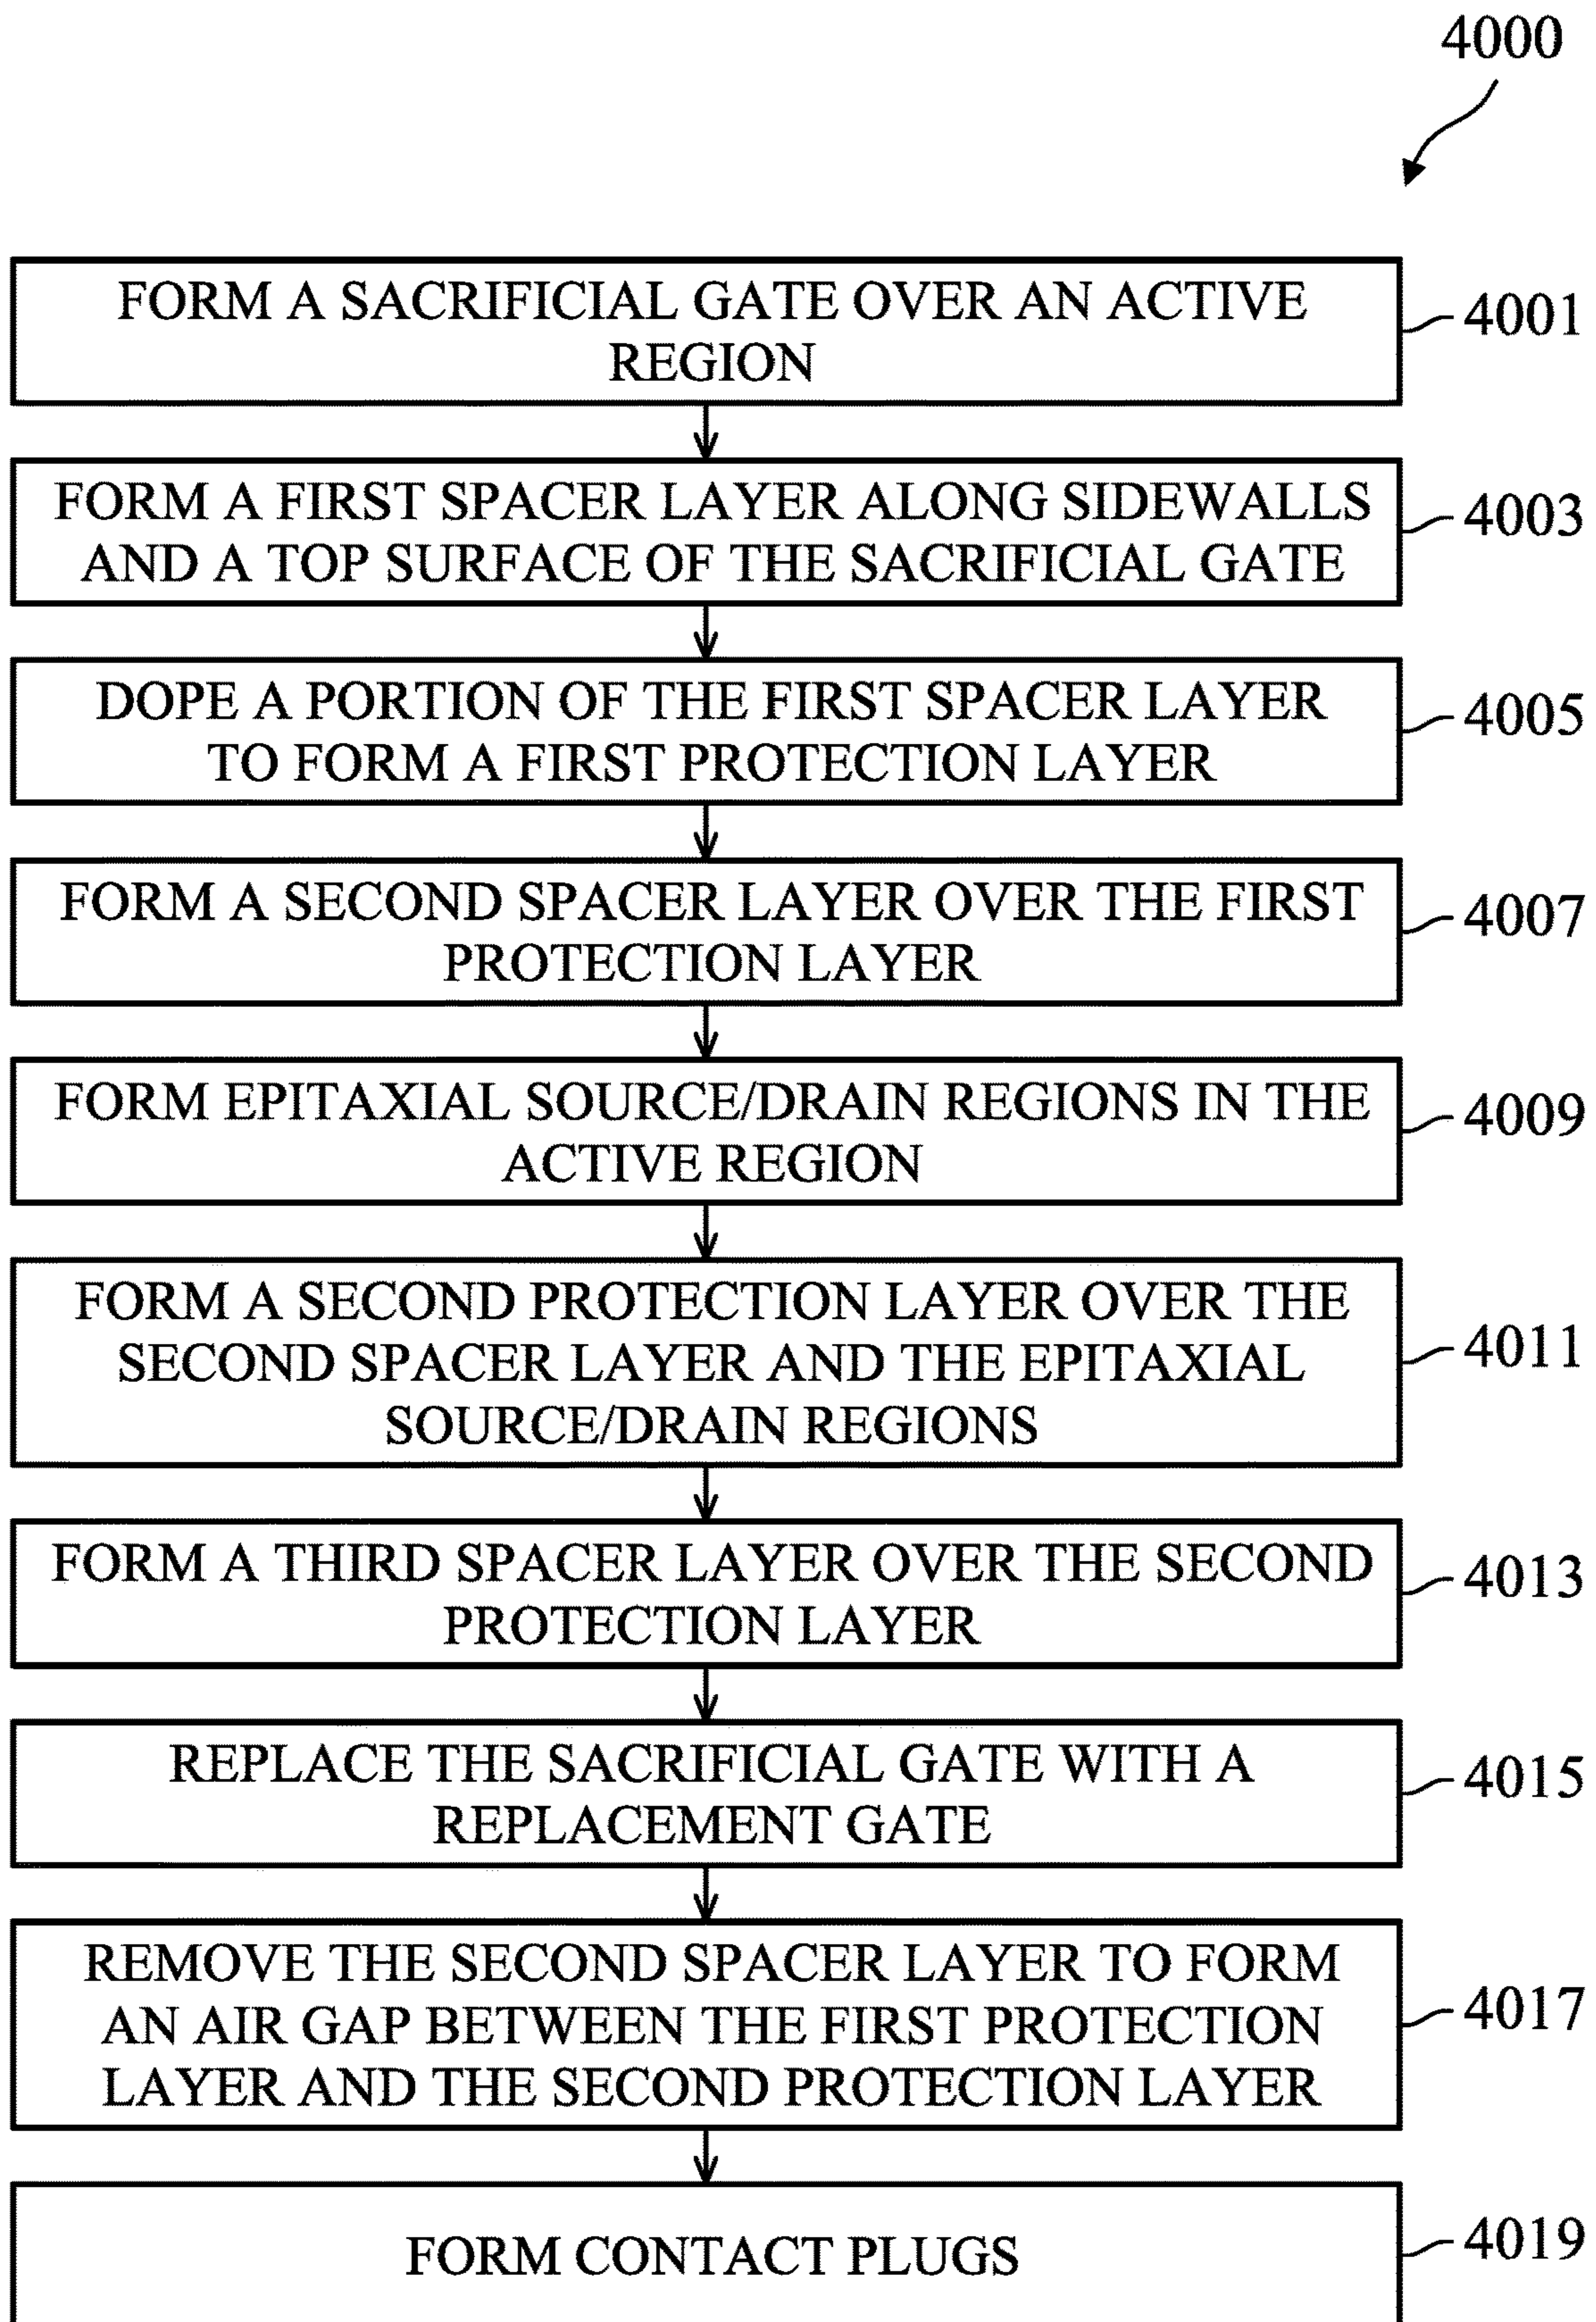 4000
FORM A SACRIFICIAL GATE OVER AN ACTIVE
REGION
4001
FORM A FIRST SPACER LAYER ALONG SIDEWALLS
AND A TOP SURFACE OF THE SACRIFICIAL GATE
4003
DOPE A PORTION OF THE FIRST SPACER LAYER
TO FORM A FIRST PROTECTION LAYER
4005
FORM A SECOND SPACER LAYER OVER THE FIRST
PROTECTION LAYER
4007
FORM EPITAXIAL SOURCE/DRAIN REGIONS IN THE
ACTIVE REGION
4009
FORM A SECOND PROTECTION LAYER OVER THE
SECOND SPACER LAYER AND THE EPITAXIAL
SOURCE/DRAIN REGIONS
4011
FORM A THIRD SPACER LAYER OVER THE SECOND
PROTECTION LAYER
4013
REPLACE THE SACRIFICIAL GATE WITH A
REPLACEMENT GATE
4015
REMOVE THE SECOND SPACER LAYER TO FORM
AN AIR GAP BETWEEN THE FIRST PROTECTION
LAYER AND THE SECOND PROTECTION LAYER
4017
FORM CONTACT PLUGS
4019